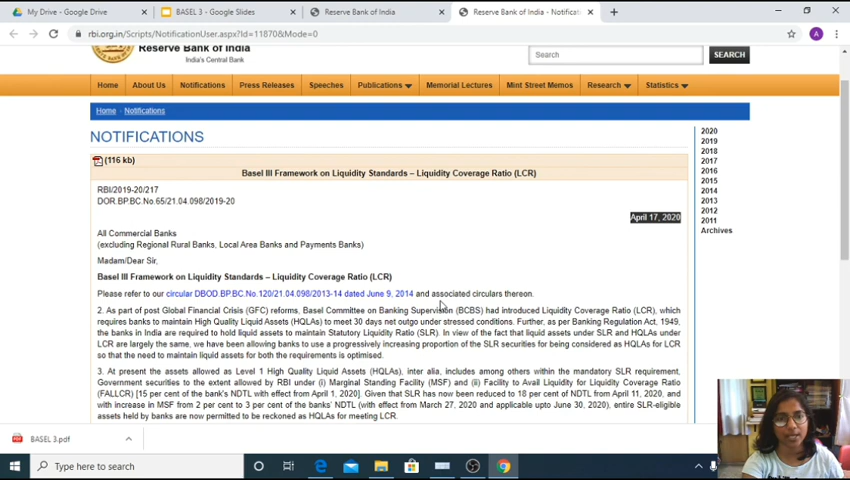 My Drive - Google Drive
BASEL 3 - Google Slides
Reserve Bank of India
Reserve Bank of India - Notificat
rbi.org.in/Scripts/NotificationUser.aspx?Id=11870&Mode=0
A
Reserve Bank of India
India's Central Bank
Search
SEARCH
Home
About Us
Notifications
Press Releases
Speeches
Publications
Memorial Lectures
Mint Street Memos
Research
Statistics
Home
Notifications
NOTIFICATIONS
(116 kb)
Basel III Framework on Liquidity Standards – Liquidity Coverage Ratio (LCR)
RBI/2019-20/217
DOR.BP.BC.No.65/21.04.098/2019-20
April 17, 2020
All Commercial Banks
(excluding Regional Rural Banks, Local Area Banks and Payments Banks)
Madam/Dear Sir,
Basel III Framework on Liquidity Standards – Liquidity Coverage Ratio (LCR)
Please refer to our circular DBOD.BP.BC.No.120/21.04.098/2013-14 dated June 9, 2014 and associated circulars thereon.
2. As part of post Global Financial Crisis (GFC) reforms, Basel Committee on Banking Supervision (BCBS) had introduced Liquidity Coverage Ratio (LCR), which
requires banks to maintain High Quality Liquid Assets (HQLAs) to meet 30 days net outgo under stressed conditions. Further, as per Banking Regulation Act, 1949,
the banks in India are required to hold liquid assets to maintain Statutory Liquidity Ratio (SLR). In view of the fact that liquid assets under SLR and HQLAs under
LCR are largely the same, we have been allowing banks to use a progressively increasing proportion of the SLR securities for being considered as HQLAs for LCR
so that the need to maintain liquid assets for both the requirements is optimised.
3. At present the assets allowed as Level 1 High Quality Liquid Assets (HQLAs), inter alia, includes among others within the mandatory SLR requirement,
Government securities to the extent allowed by RBI under (i) Marginal Standing Facility (MSF) and (ii) Facility to Avail Liquidity for Liquidity Coverage Ratio
(FALLCR) [15 per cent of the bank's NDTL with effect from April 1, 2020]. Given that SLR has now been reduced to 18 per cent of NDTL from April 11, 2020, and
with increase in MSF from 2 per cent to 3 per cent of the banks' NDTL (with effect from March 27, 2020 and applicable upto June 30, 2020), entire SLR-eligible
assets held by banks are now permitted to be reckoned as HQLAs for meeting LCR.
2020
2019
2018
2017
2016
2015
2014
2013
2012
2011
Archives
BASEL 3.pdf
Type here to search